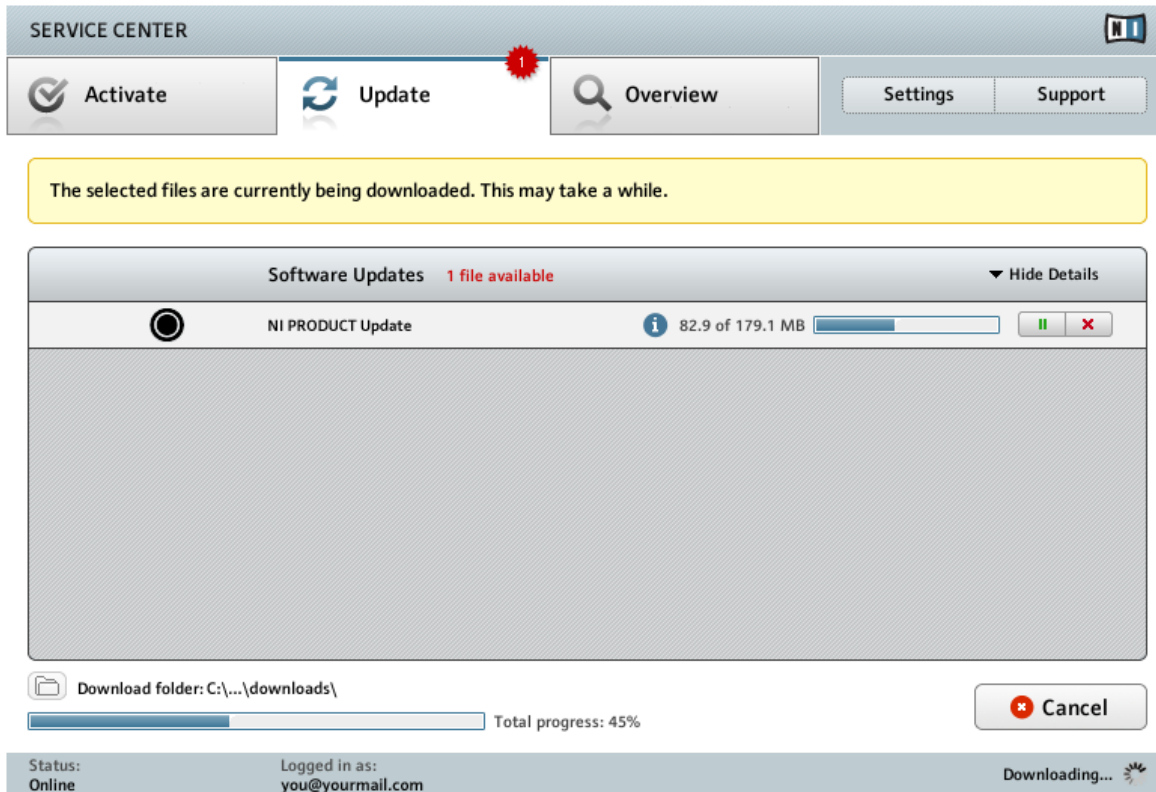 SERVICE CENTER
NI
Activate
Update
1
Overview
Settings
Support
The selected files are currently being downloaded. This may take a while.
Software Updates 1 file available
Hide Details
NI PRODUCT Update
i
82.9 of 179.1 MB
Download folder: C:\...\downloads\
Total progress: 45%
Cancel
Status:
Online
Logged in as:
you@yourmail.com
Downloading...